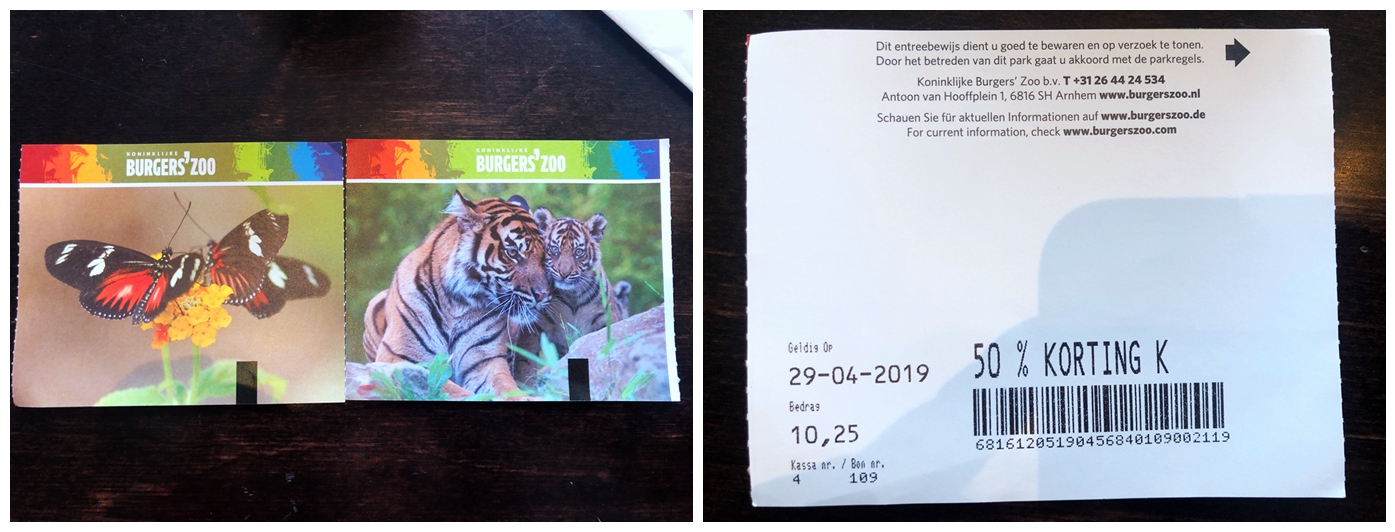 KONINKLIJKE
BURGERS' ZOO
KONINKLIJKE
BURGERS' ZOO
Dit entreebewijs dient u goed te bewaren en op verzoek te tonen.
Door het betreden van dit park gaat u akkoord met de parkregels.
Koninklijke Burgers' Zoo b.v. T +31 26 44 24 534
Antoon van Hooffplein 1, 6816 SH Arnhem www.burgerszoo.nl
Schauen Sie für aktuellen Informationen auf www.burgerszoo.de
For current information, check www.burgerszoo.com
Geldig Op
29-04-2019
50 % KORTING K
Bedrag
10,25
68161205190456840109002119
Kassa nr. / Bon nr.
4 109